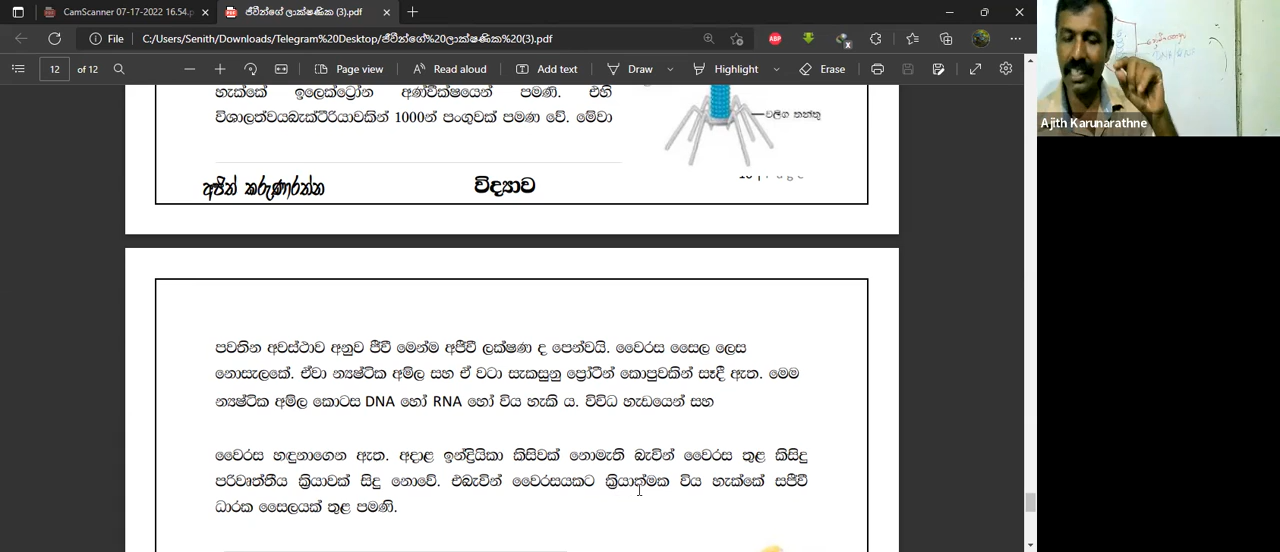 CamScanner 07-17-2022 16.54.p
ජීවීන්ගේ ලාක්ෂණික (3).pdf
File
C:/Users/Senith/Downloads/Telegram%20Desktop/ජීවීන්ගේ%20ලාක්ෂණික%20(3).pdf
12 of 12
Page view
Read aloud
Add text
Draw
Highlight
Erase
හැක්කේ ඉලෙක්ට්‍රෝන අණ්වීක්ෂයෙන් පමණි. එහි
විශාලත්වයබැක්ටීරියාවකින් 1000න් පංගුවක් පමණ වේ. මේවා
වලිග තන්තු
අජිත් කරුණාරත්න
විද්‍යාව
පවතින අවස්ථාව අනුව ජීවී මෙන්ම අජීවී ලක්ෂණ ද පෙන්වයි. වෛරස සෛල ලෙස
නොසැලකේ. ඒවා න්‍යෂ්ටික අම්ල සහ ඒ වටා සැකසුනු ප්‍රෝටීන් කොපුවකින් සෑදී ඇත. මෙම
න්‍යෂ්ටික අම්ල කොටස DNA හෝ RNA හෝ විය හැකි ය. විවිධ හැඩයෙන් සහ
වෛරස හඳුනාගෙන ඇත. අදාළ ඉන්ද්‍රියිකා කිසිවක් නොමැති බැවින් වෛරස තුළ කිසිදු
පරිවෘත්තීය ක්‍රියාවක් සිදු නොවේ. එබැවින් වෛරසයකට ක්‍රියාත්මක විය හැක්කේ සජීවී
ධාරක සෛලයක් තුළ පමණි.
Ajith Karunarathne